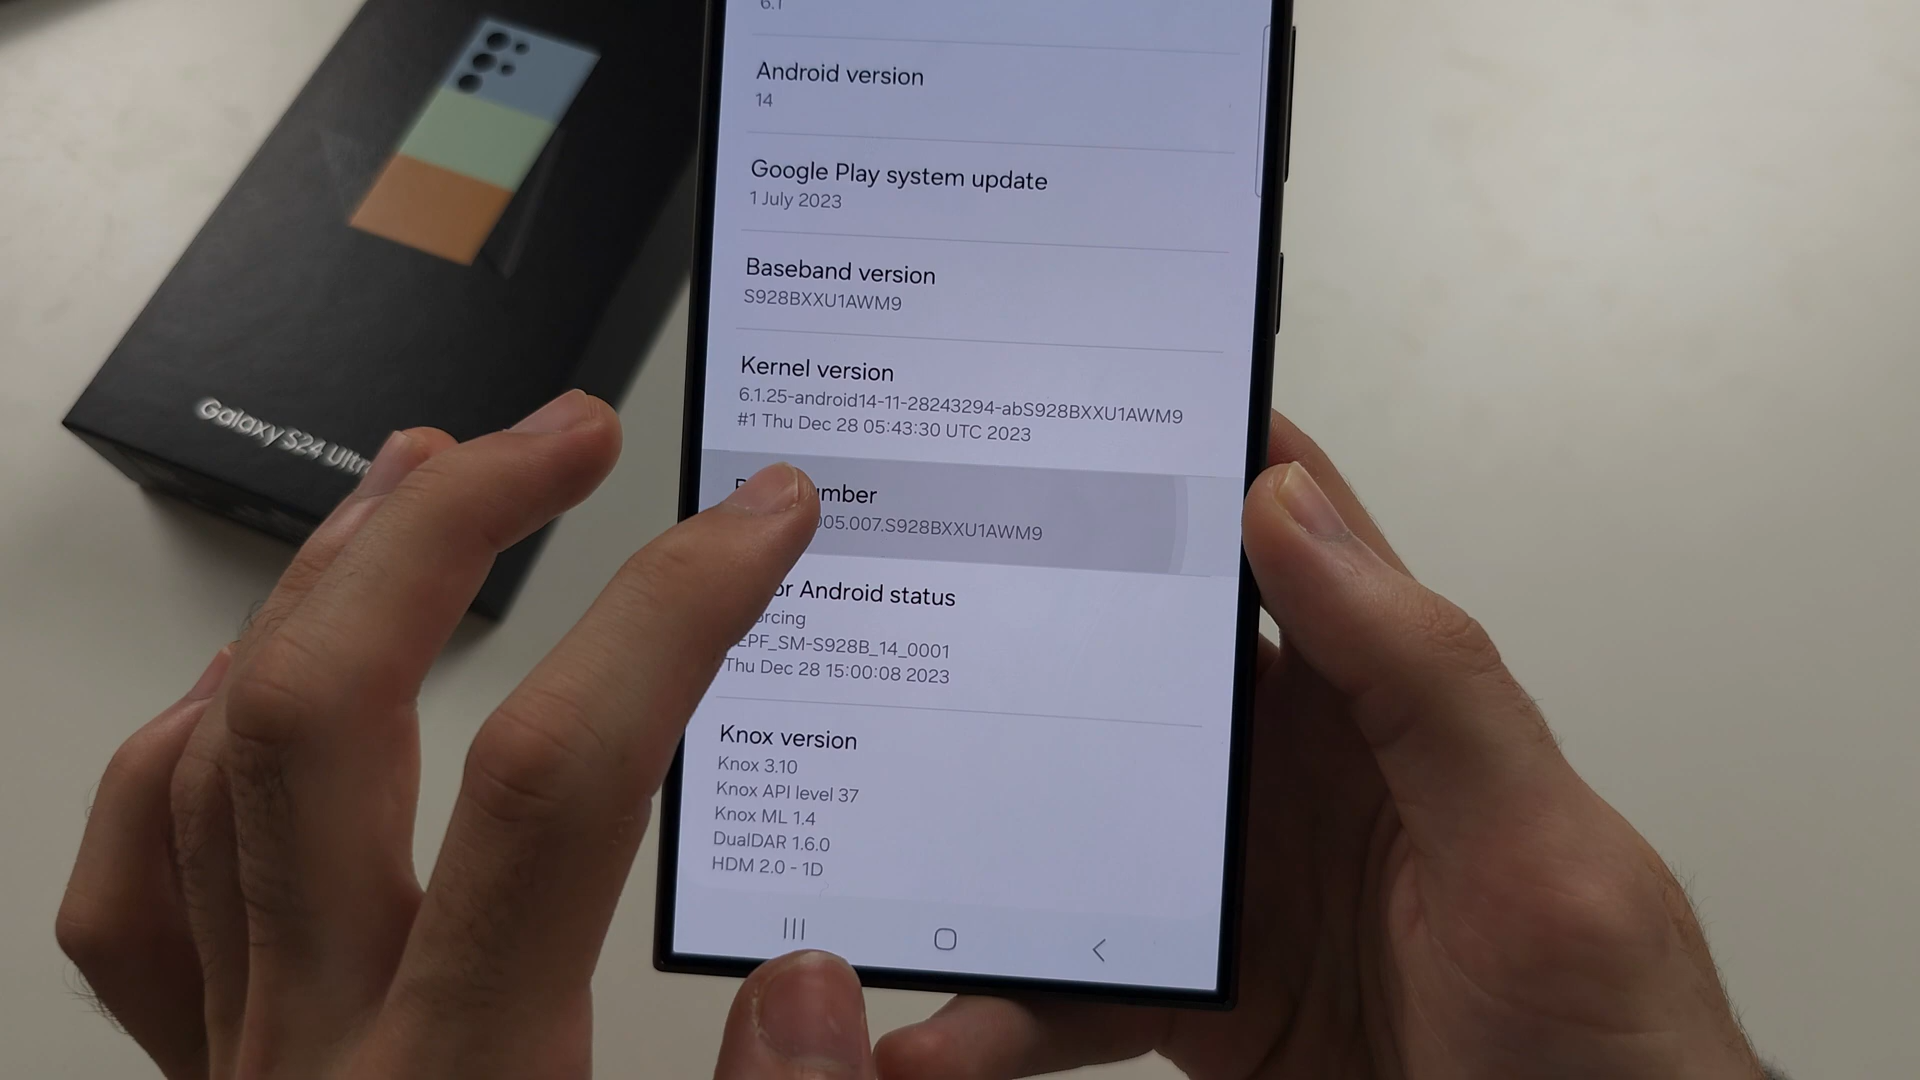 6.1
Android version
14
Google Play system update
1 July 2023
Baseband version
S928BXXU1AWM9
Kernel version
6.1.25-android14-11-28243294-abS928BXXU1AWM9
#1 Thu Dec 28 05:43:30 UTC 2023
umber
005.007.S928BXXU1AWM9
or Android status
orcing
EPF_SM-S928B_14_0001
Thu Dec 28 15:00:08 2023
Knox version
Knox 3.10
Knox API level 37
Knox ML 1.4
DualDAR 1.6.0
HDM 2.0 - 1D
Galaxy S24 Ultra